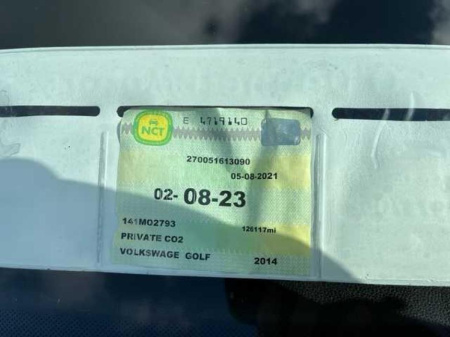 NCT E 4719140
270051613090
05-08-2021
02-08-23
141MO2793 126117mi
PRIVATE CO2
VOLKSWAGE GOLF 2014